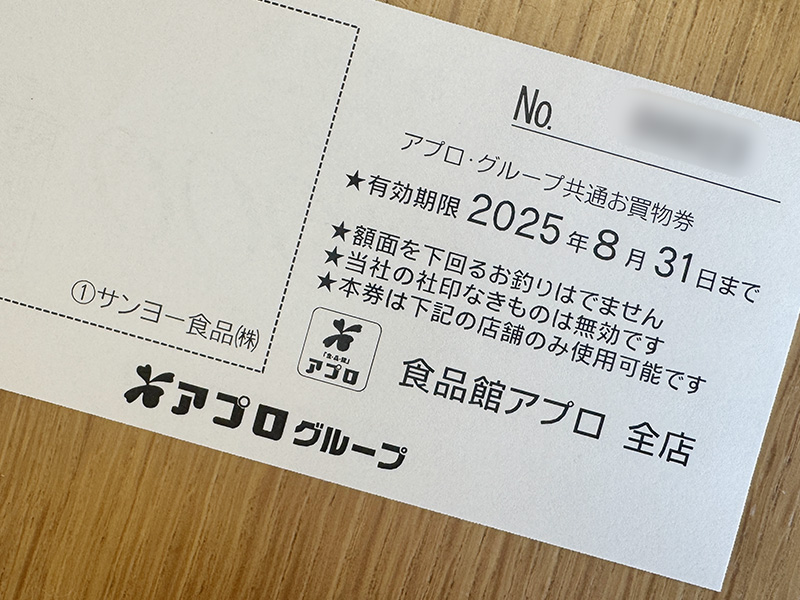 No.
アプロ・グループ共通お買物券
★有効期限 2025年8月31日まで
★額面を下回るお釣りはでません
★当社の社印なきものは無効です
★本券は下記の店舗のみ使用可能です
アプロ
食品館アプロ 全店
①サンヨー食品㈱
アプログループ